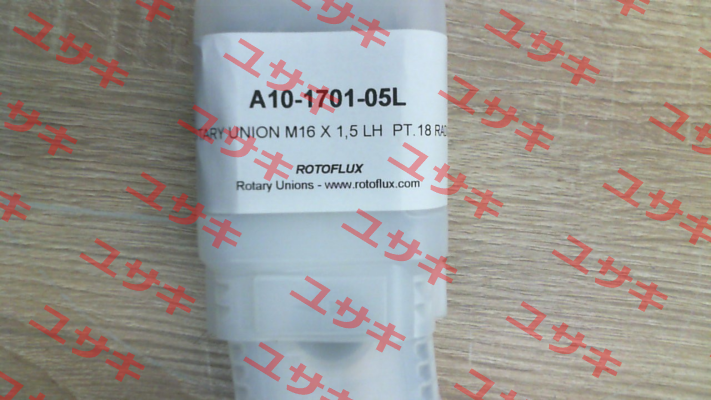 A10-1701-05L
TARY UNION M16 X 1,5 LH PT.18 RAD
ROTOFLUX
Rotary Unions - www.rotoflux.com
ユサキ